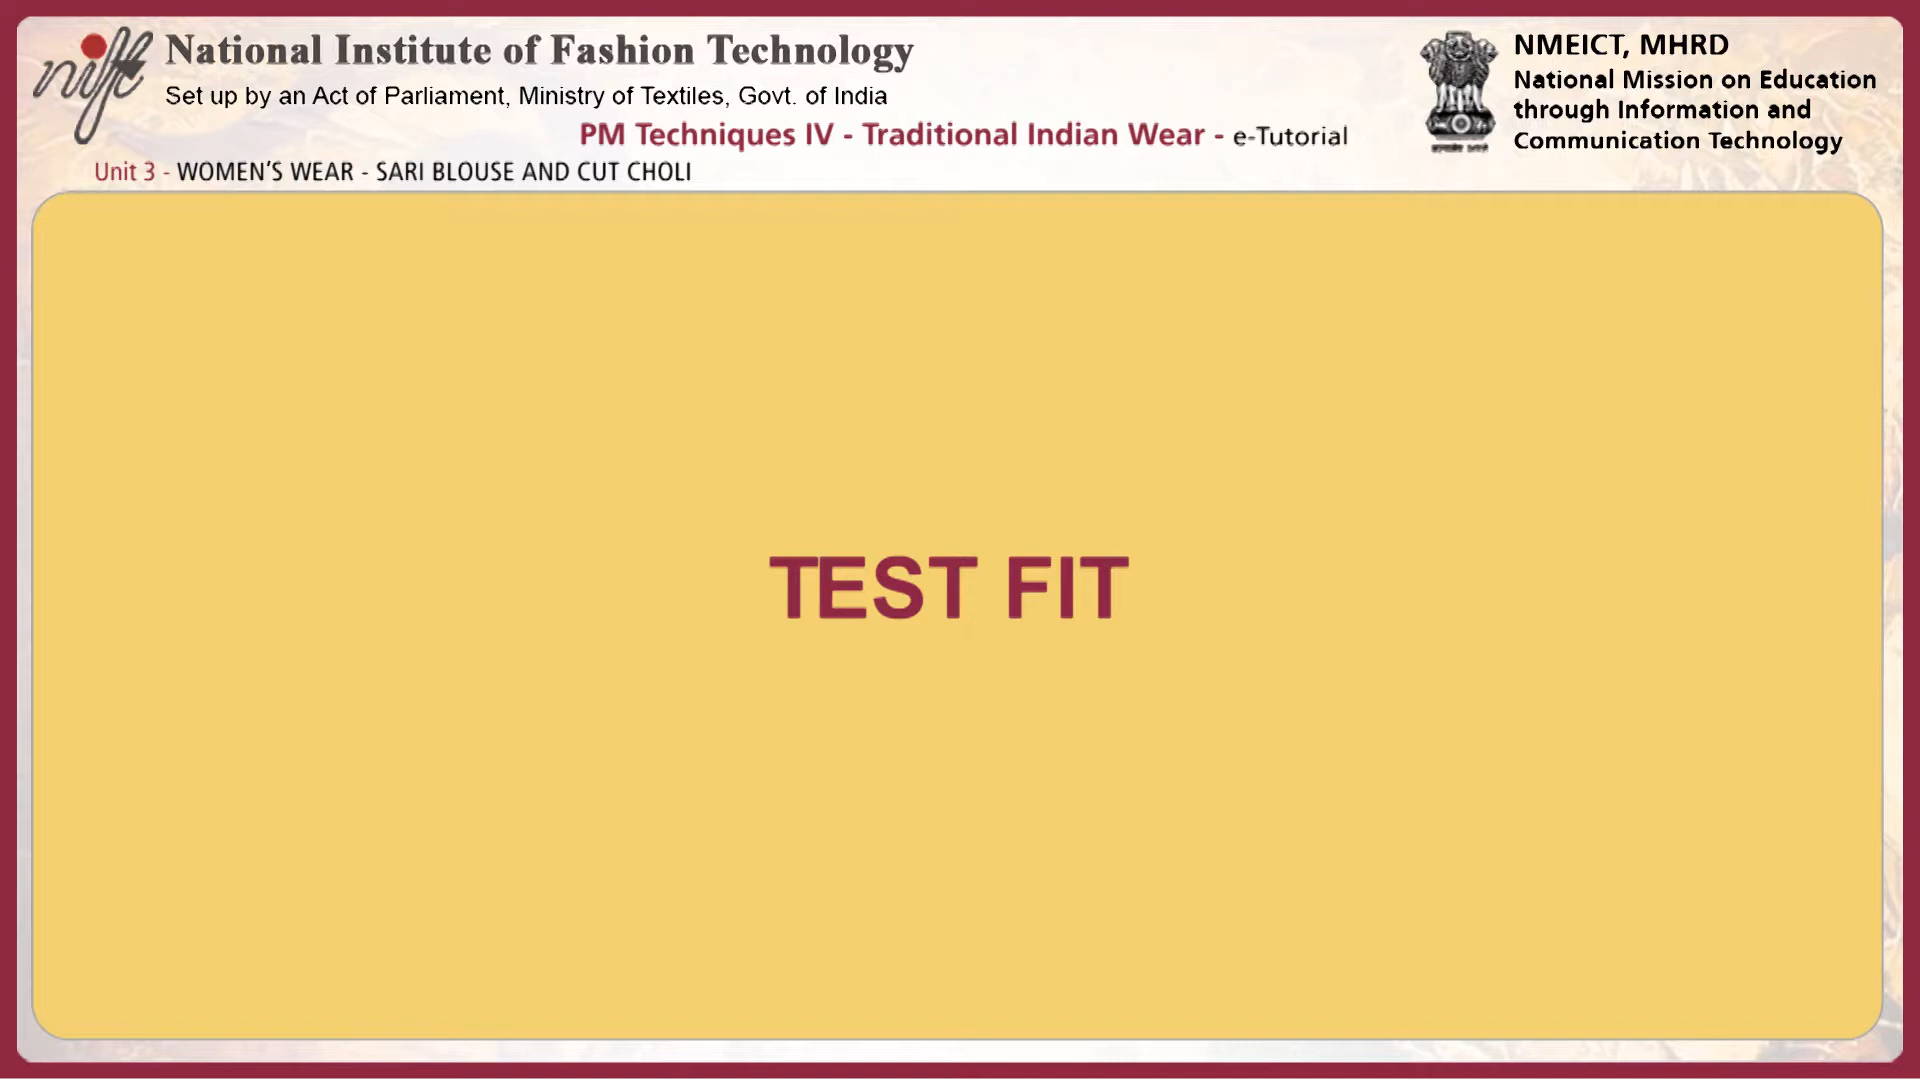 nift
National Institute of Fashion Technology
Set up by an Act of Parliament, Ministry of Textiles, Govt. of India
PM Techniques IV - Traditional Indian Wear - e-Tutorial
Unit 3 - WOMEN'S WEAR - SARI BLOUSE AND CUT CHOLI
NMEICT, MHRD
National Mission on Education
through Information and
Communication Technology
TEST FIT